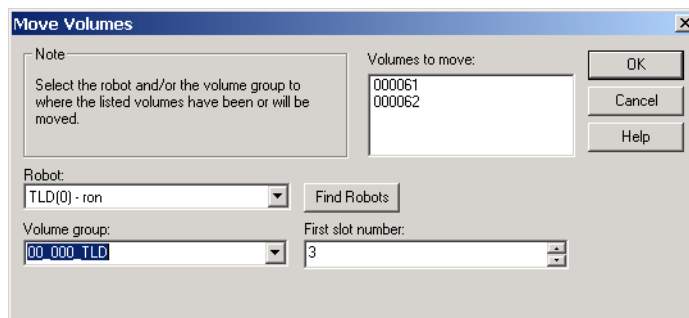 Move Volumes
Note
Select the robot and/or the volume group to
where the listed volumes have been or will be
moved.
Volumes to move:
000061
000062
OK
Cancel
Help
Robot:
TLD(0) - ron
Find Robots
Volume group:
00_000_TLD
First slot number:
3